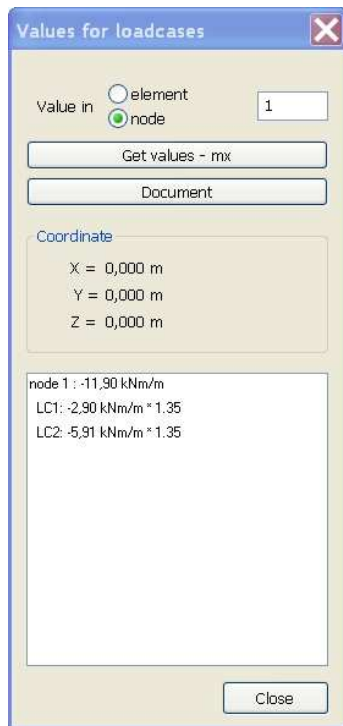 Values for loadcases
Value in
element
node
1
Get values - mx
Document
Coordinate
X = 0,000 m
Y = 0,000 m
Z = 0,000 m
node 1 : -11,90 kNm/m
LC1: -2,90 kNm/m * 1.35
LC2: -5,91 kNm/m * 1.35
Close